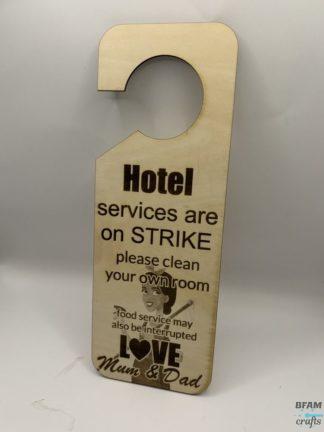 Hotel
services are
on STRIKE
please clean
your own room
food service may
also be interrupted
LOVE
Mum & Dad
BFAM
crafts